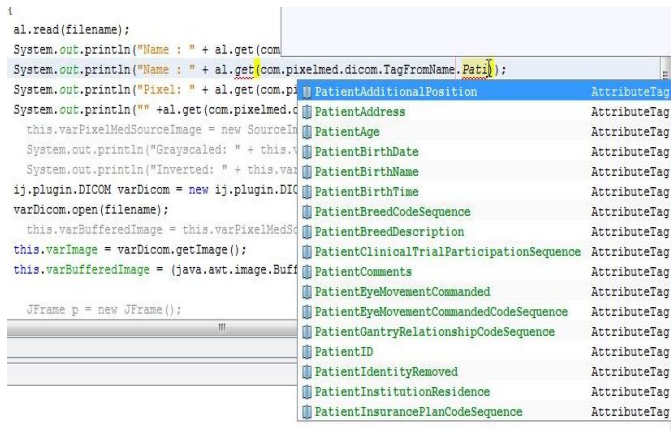 {
al.read(filename);
System.out.println("Name : " + al.get(com
System.out.println("Name : " + al.get(com.pixelmed.dicom.TagFromName.Pati);
System.out.println("Pixel: " + al.get(com.pi
System.out.println("" +al.get(com.pixelmed.d
this.varPixelMedSourceImage = new SourceIm
System.out.println("Grayscaled: " + this.v
System.out.println("Inverted: " + this.var
ij.plugin.DICOM varDicom = new ij.plugin.DIC
varDicom.open(filename);
this.varBufferedImage = this.varPixelMedSo
this.varImage = varDicom.getImage();
this.varBufferedImage = (java.awt.image.Buff
JFrame p = new JFrame();
PatientAdditionalPosition AttributeTag
PatientAddress AttributeTag
PatientAge AttributeTag
PatientBirthDate AttributeTag
PatientBirthName AttributeTag
PatientBirthTime AttributeTag
PatientBreedCodeSequence AttributeTag
PatientBreedDescription AttributeTag
PatientClinicalTrialParticipationSequence AttributeTag
PatientComments AttributeTag
PatientEyeMovementCommanded AttributeTag
PatientEyeMovementCommandedCodeSequence AttributeTag
PatientGantryRelationshipCodeSequence AttributeTag
PatientID AttributeTag
PatientIdentityRemoved AttributeTag
PatientInstitutionResidence AttributeTag
PatientInsurancePlanCodeSequence AttributeTag